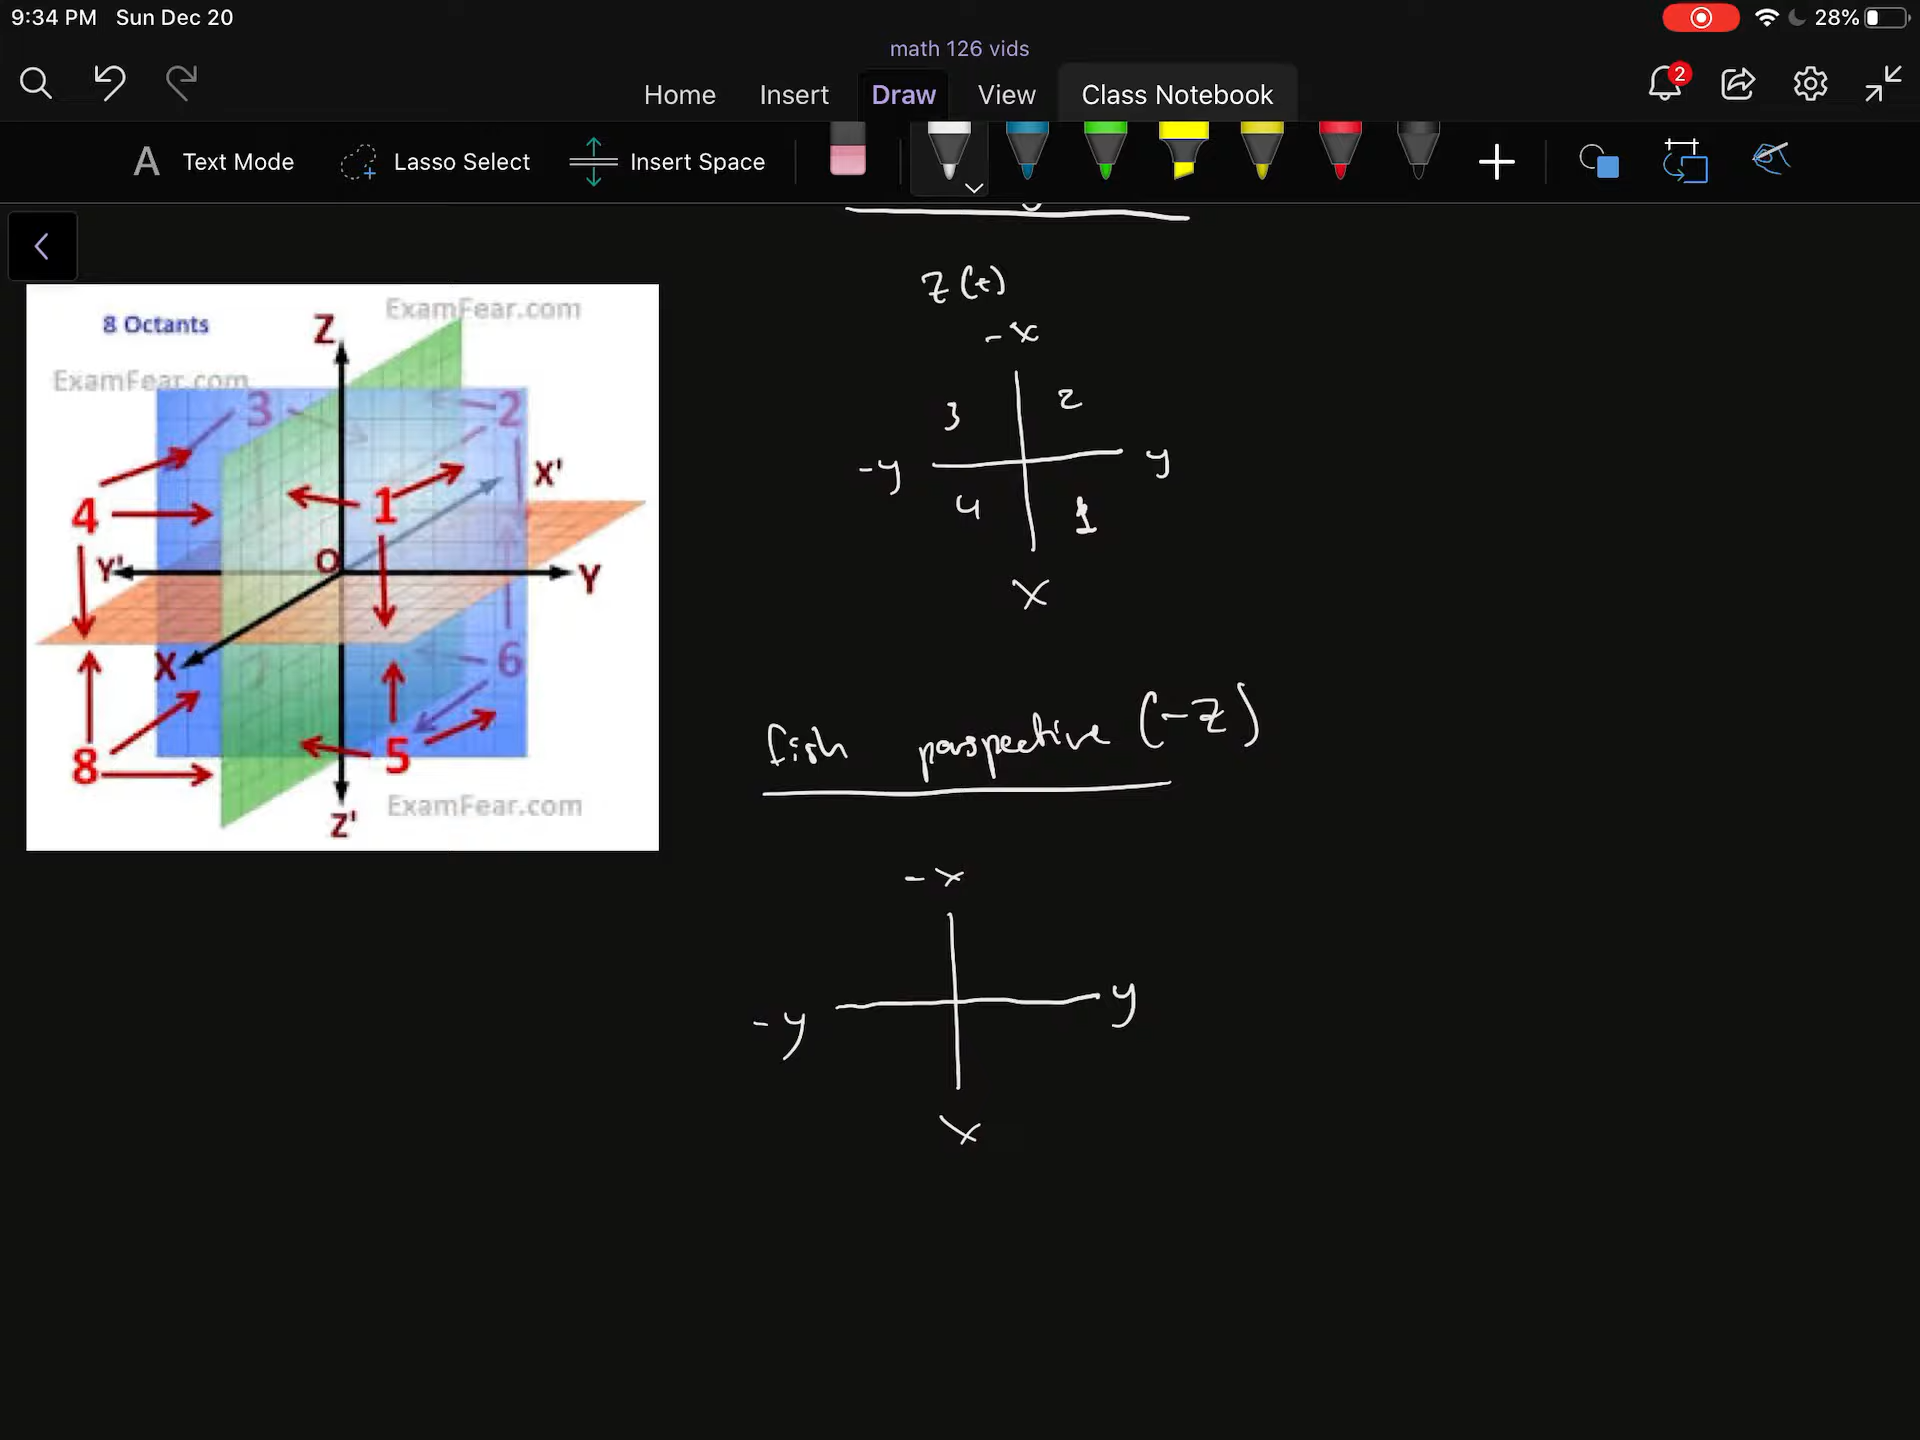 9:34 PM Sun Dec 20
28%
math 126 vids
2
Home Insert Draw View Class Notebook
A Text Mode Lasso Select Insert Space
8 Octants
ExamFear.com
ExamFear.com
Z
3
2
X'
4
1
O
Y'
Y
X
6
8
5
Z'
ExamFear.com
z (+)
-x
3 2
-y y
4 1
x
fish perspective (-z)
-x
-y y
x